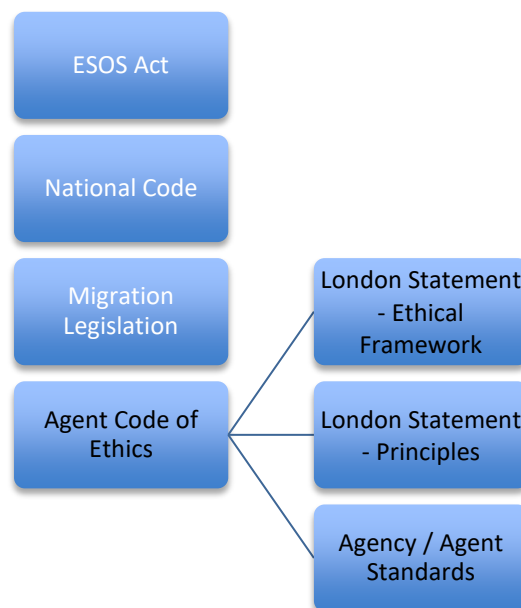 ESOS Act
National Code
Migration
Legislation
Agent Code of
Ethics
London Statement
- Ethical
Framework
London Statement
- Principles
Agency / Agent
Standards